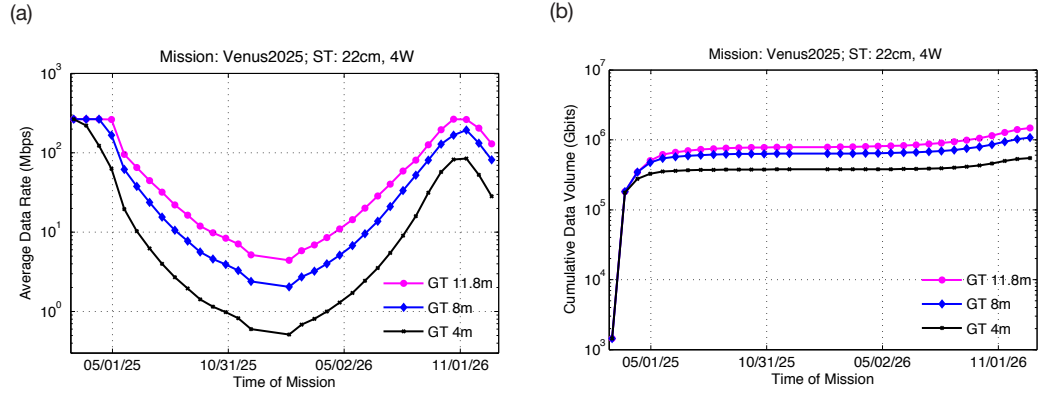 (a)
Mission: Venus2025; ST: 22cm, 4W
Average Data Rate (Mbps)
10^3
10^2
10^1
10^0
GT 11.8m
GT 8m
GT 4m
05/01/25 10/31/25 05/02/26 11/01/26
Time of Mission
(b)
Mission: Venus2025; ST: 22cm, 4W
Cumulative Data Volume (Gbits)
10^7
10^6
10^5
10^4
10^3
GT 11.8m
GT 8m
GT 4m
05/01/25 10/31/25 05/02/26 11/01/26
Time of Mission